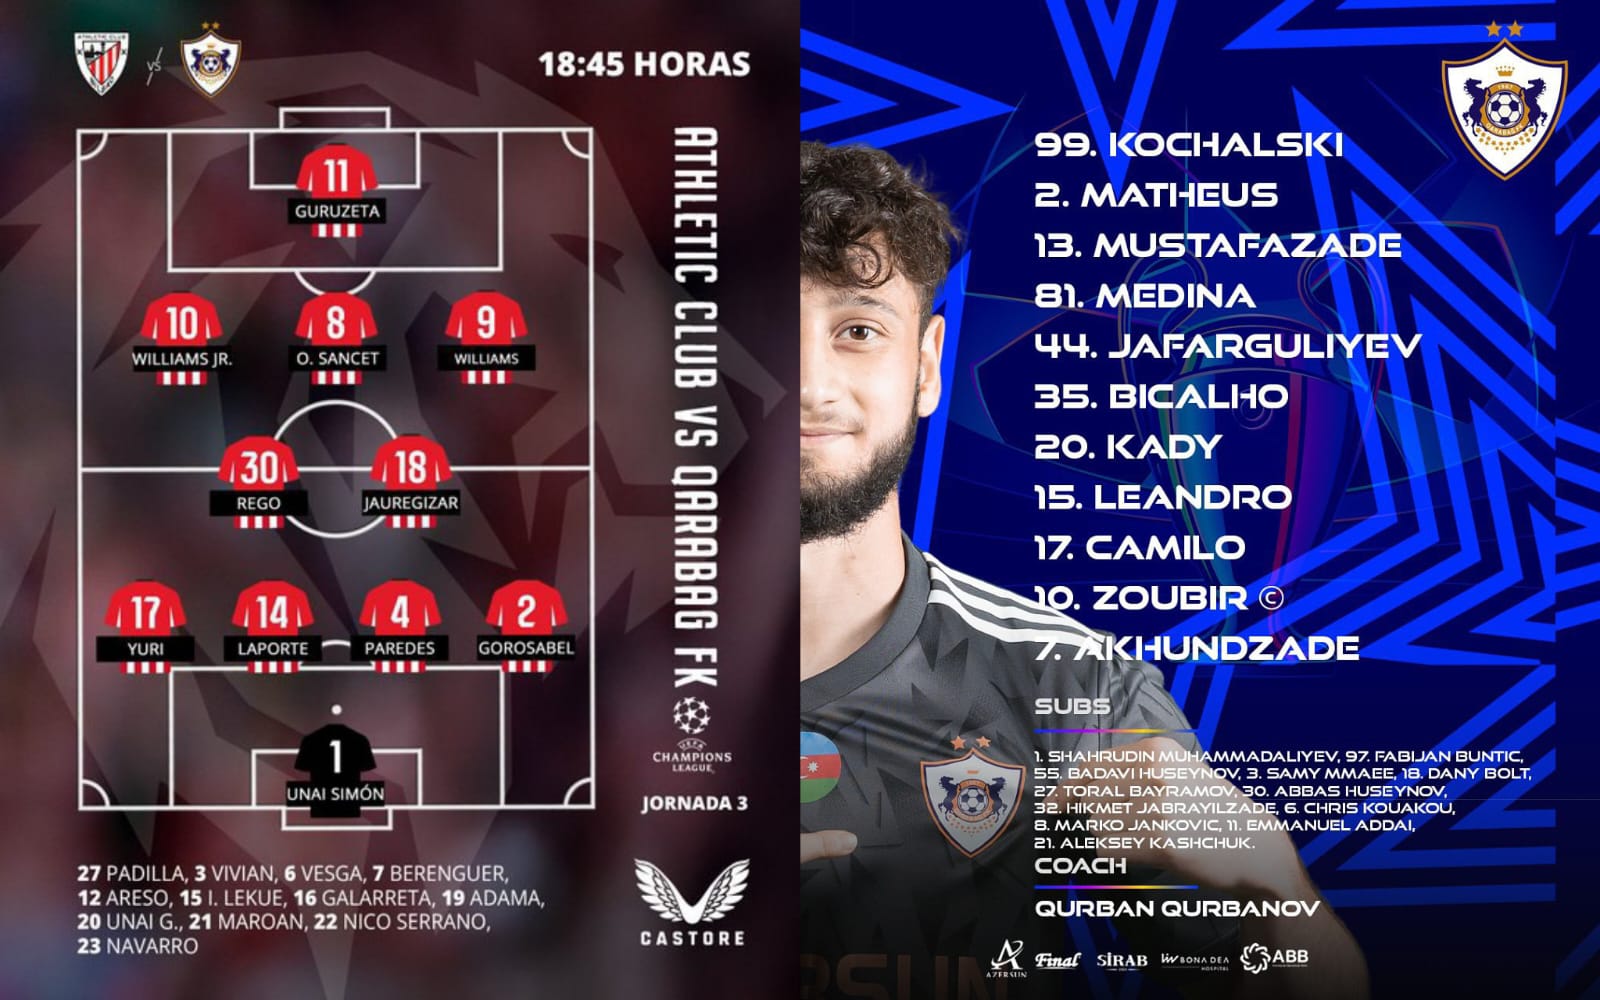 ATHLETIC CLUB
VS
18:45 HORAS
11
GURUZETA
10
WILLIAMS JR.
8
O. SANCET
9
WILLIAMS
30
REGO
18
JAUREGIZAR
17
YURI
14
LAPORTE
4
PAREDES
2
GOROSABEL
1
UNAI SIMÓN
ATHLETIC CLUB VS QARABAG FK
UEFA
CHAMPIONS
LEAGUE
JORNADA 3
27 PADILLA, 3 VIVIAN, 6 VESGA, 7 BERENGUER,
12 ARESO, 15 I. LEKUE, 16 GALARRETA, 19 ADAMA,
20 UNAI G., 21 MAROAN, 22 NICO SERRANO,
23 NAVARRO
CASTORE
99. KOCHALSKI
2. MATHEUS
13. MUSTAFAZADE
81. MEDINA
44. JAFARGULIYEV
35. BICALHO
20. KADY
15. LEANDRO
17. CAMILO
10. ZOUBIR ©
7. AKHUNDZADE
SUBS
1. SHAHRUDIN MUHAMMADALIYEV, 97. FABIJAN BUNTIC,
55. BADAVI HUSEYNOV, 3. SAMY MMAEE, 18. DANY BOLT,
27. TORAL BAYRAMOV, 30. ABBAS HUSEYNOV,
32. HIKMET JABRAYILZADE, 6. CHRIS KOUAKOU,
8. MARKO JANKOVIC, 11. EMMANUEL ADDAI,
21. ALEKSEY KASHCHUK.
COACH
QURBAN QURBANOV
AZERSUN
Final
SİRAB
BONA DEA
HOSPITAL
ABB